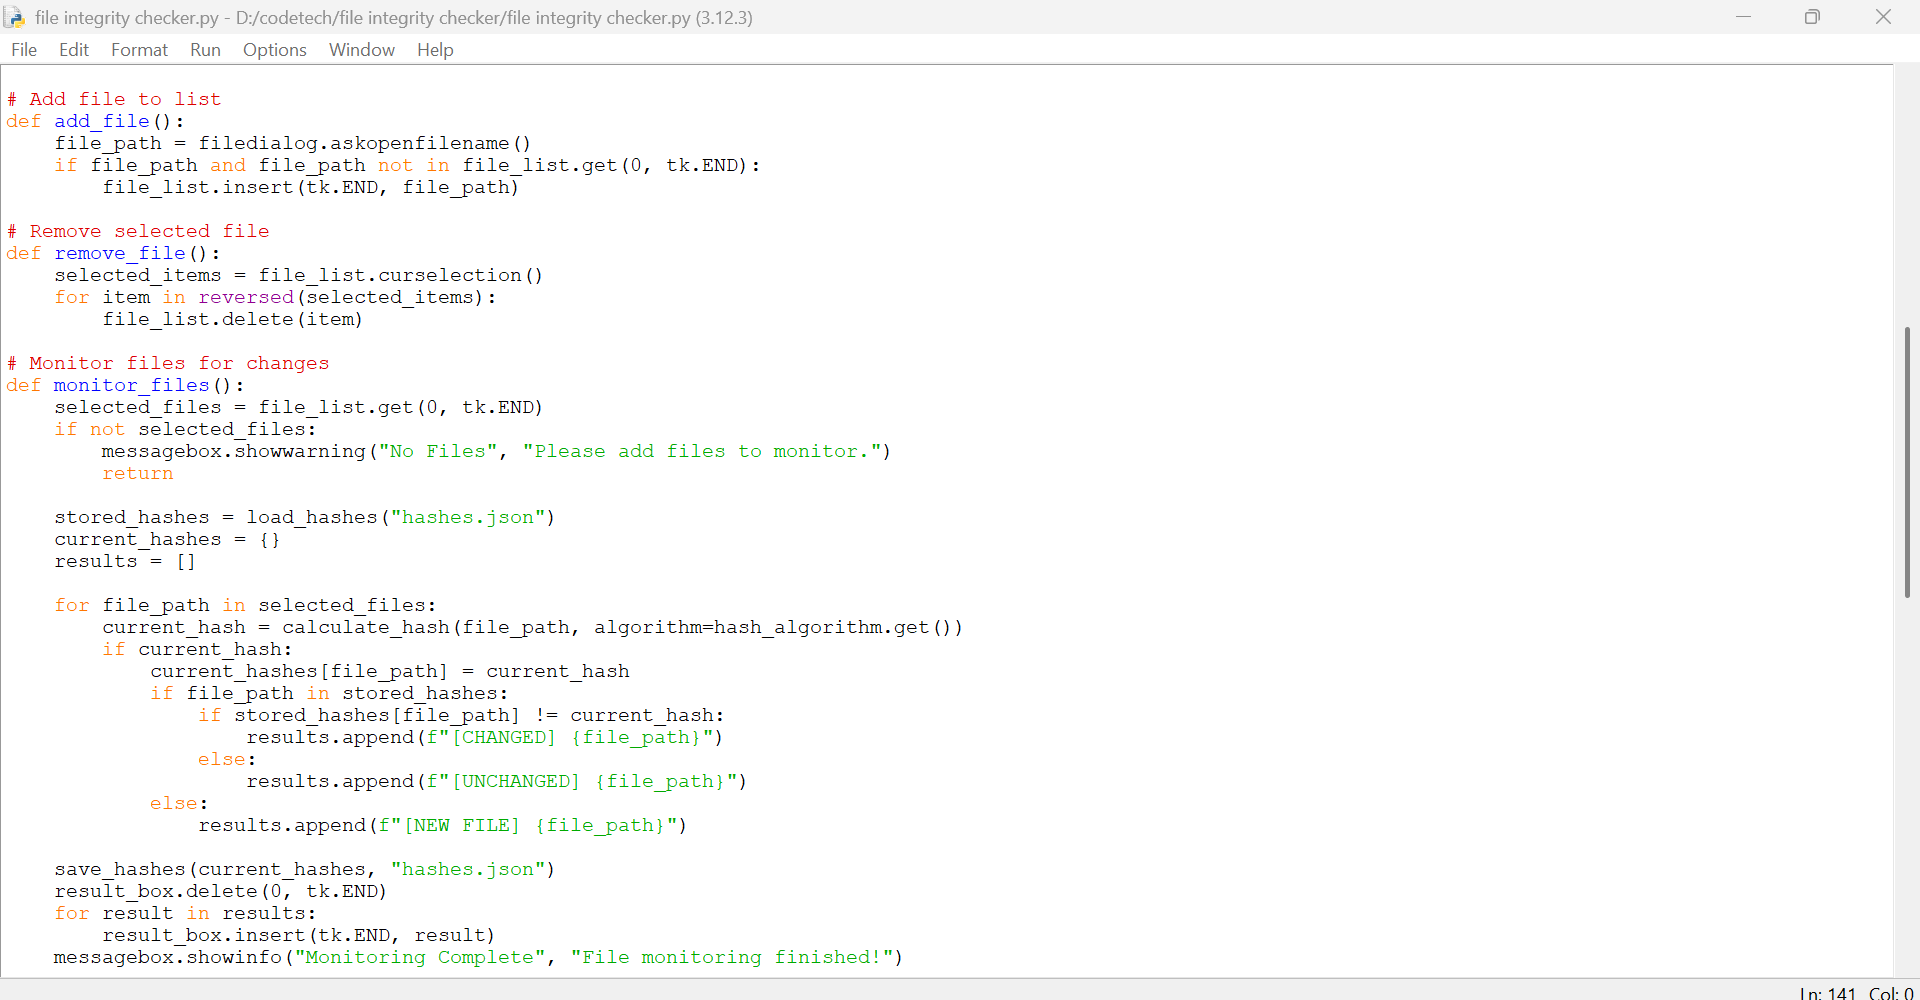 file integrity checker.py - D:/codetech/file integrity checker/file integrity checker.py (3.12.3)
File Edit Format Run Options Window Help
# Add file to list
def add_file():
    file_path = filedialog.askopenfilename()
    if file_path and file_path not in file_list.get(0, tk.END):
        file_list.insert(tk.END, file_path)

# Remove selected file
def remove_file():
    selected_items = file_list.curselection()
    for item in reversed(selected_items):
        file_list.delete(item)

# Monitor files for changes
def monitor_files():
    selected_files = file_list.get(0, tk.END)
    if not selected_files:
        messagebox.showwarning("No Files", "Please add files to monitor.")
        return

    stored_hashes = load_hashes("hashes.json")
    current_hashes = {}
    results = []

    for file_path in selected_files:
        current_hash = calculate_hash(file_path, algorithm=hash_algorithm.get())
        if current_hash:
            current_hashes[file_path] = current_hash
            if file_path in stored_hashes:
                if stored_hashes[file_path] != current_hash:
                    results.append(f"[CHANGED] {file_path}")
                else:
                    results.append(f"[UNCHANGED] {file_path}")
            else:
                results.append(f"[NEW FILE] {file_path}")

    save_hashes(current_hashes, "hashes.json")
    result_box.delete(0, tk.END)
    for result in results:
        result_box.insert(tk.END, result)
    messagebox.showinfo("Monitoring Complete", "File monitoring finished!")
Ln: 141 Col: 0